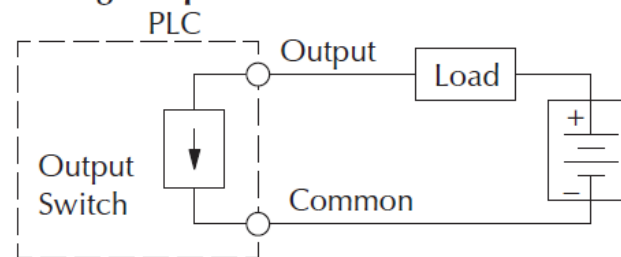 PLC
Output
Load
+
Output
Switch
–
Common